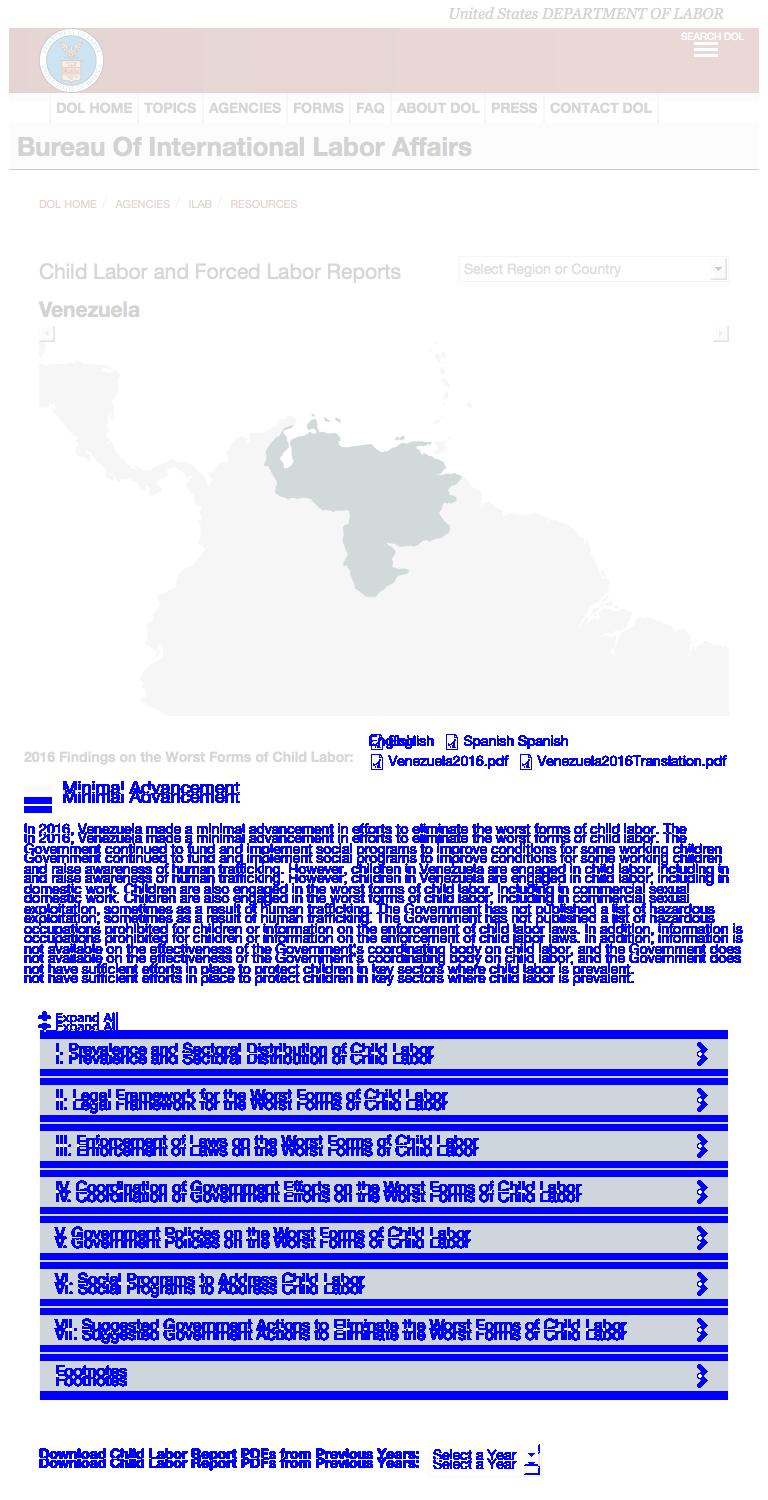 United States DEPARTMENT OF LABOR
SEARCH DOL
DOL HOME TOPICS AGENCIES FORMS FAQ ABOUT DOL PRESS CONTACT DOL
Bureau Of International Labor Affairs
DOL HOME / AGENCIES / ILAB / RESOURCES
Child Labor and Forced Labor Reports
Select Region or Country
Venezuela
English English Spanish Spanish
2016 Findings on the Worst Forms of Child Labor:
Venezuela2016.pdf Venezuela2016Translation.pdf
Minimal Advancement
In 2016, Venezuela made a minimal advancement in efforts to eliminate the worst forms of child labor. The
Government continued to fund and implement social programs to improve conditions for some working children
and raise awareness of human trafficking. However, children in Venezuela are engaged in child labor, including in
domestic work. Children are also engaged in the worst forms of child labor, including in commercial sexual
exploitation, sometimes as a result of human trafficking. The Government has not published a list of hazardous
occupations prohibited for children or information on the enforcement of child labor laws. In addition, information is
not available on the effectiveness of the Government's coordinating body on child labor, and the Government does
not have sufficient efforts in place to protect children in key sectors where child labor is prevalent.
Expand All
I. Prevalence and Sectoral Distribution of Child Labor
II. Legal Framework for the Worst Forms of Child Labor
III. Enforcement of Laws on the Worst Forms of Child Labor
IV. Coordination of Government Efforts on the Worst Forms of Child Labor
V. Government Policies on the Worst Forms of Child Labor
VI. Social Programs to Address Child Labor
VII. Suggested Government Actions to Eliminate the Worst Forms of Child Labor
Footnotes
Download Child Labor Report PDFs from Previous Years: Select a Year